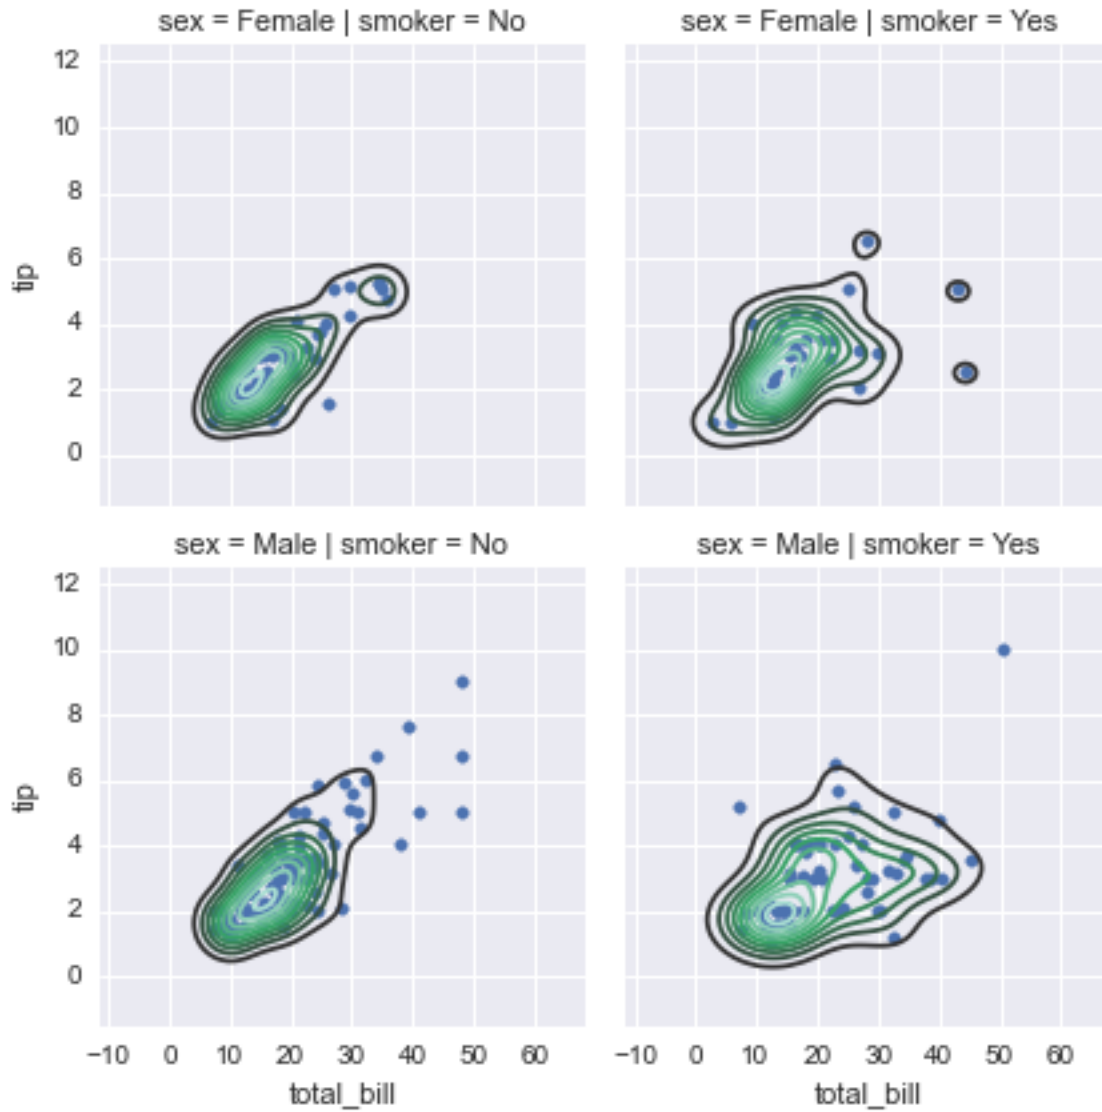 sex = Female | smoker = No
sex = Female | smoker = Yes
12
10
8
6
4
2
0
tip
sex = Male | smoker = No
sex = Male | smoker = Yes
12
10
8
6
4
2
0
tip
−10 0 10 20 30 40 50 60
−10 0 10 20 30 40 50 60
total_bill
total_bill